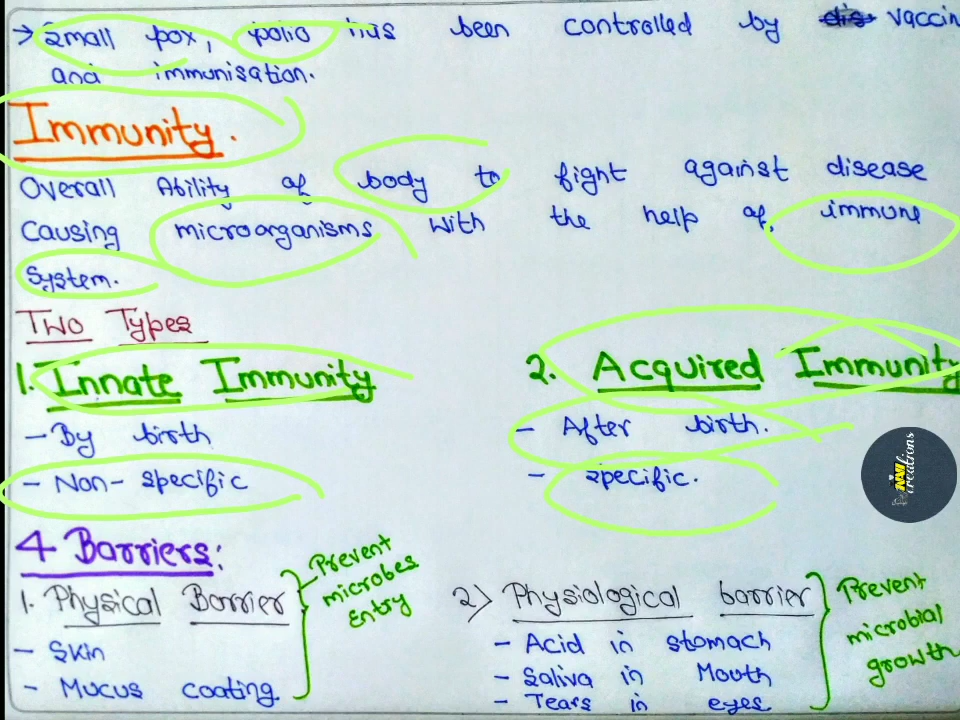 → Small pox, polio has been controlled by vaccin
and immunisation.
Immunity.
Overall Ability of body to fight against disease
causing microorganisms with the help of immune
system.
Two Types
1. Innate Immunity
- By birth
- Non-specific
2. Acquired Immunity
- After birth.
- specific.
4 Barriers:
1. Physical Barrier
- Skin
- Mucus coating.
Prevent
microbes
Entry
2) Physiological barrier
- Acid in stomach
- Saliva in Mouth
- Tears in eyes
Prevent
microbial
growth
creations